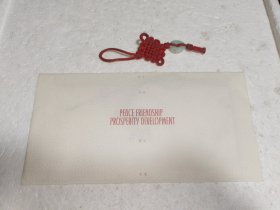 PEACE FRIENDSHIP
PROSPERITY DEVELOPMENT